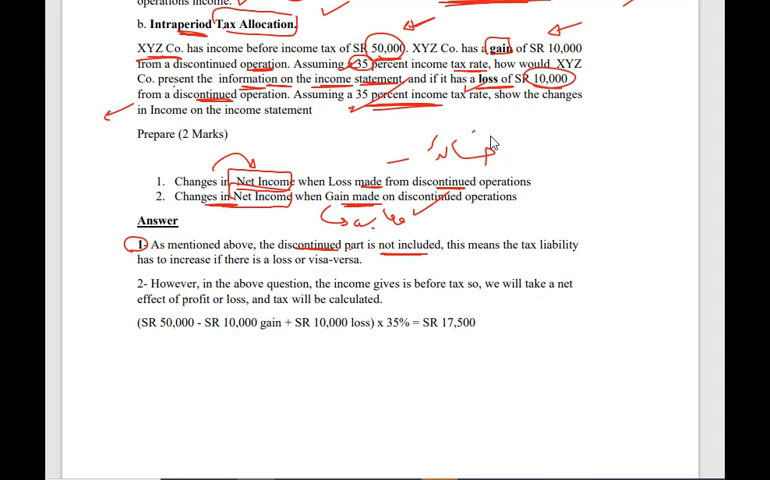 operations income.
b. Intraperiod Tax Allocation.
XYZ Co. has income before income tax of SR 50,000. XYZ Co. has a gain of SR 10,000
from a discontinued operation. Assuming a 35 percent income tax rate, how would XYZ
Co. present the information on the income statement, and if it has a loss of SR 10,000
from a discontinued operation. Assuming a 35 percent income tax rate, show the changes
in Income on the income statement
Prepare (2 Marks)
1. Changes in Net Income when Loss made from discontinued operations
2. Changes in Net Income when Gain made on discontinued operations
Answer
1- As mentioned above, the discontinued part is not included, this means the tax liability
has to increase if there is a loss or visa-versa.
2- However, in the above question, the income gives is before tax so, we will take a net
effect of profit or loss, and tax will be calculated.
(SR 50,000 - SR 10,000 gain + SR 10,000 loss) x 35% = SR 17,500